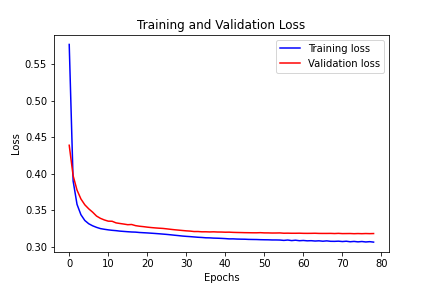 Training and Validation Loss
Training loss
Validation loss
0.55
0.50
0.45
0.40
0.35
0.30
Loss
0 10 20 30 40 50 60 70 80
Epochs